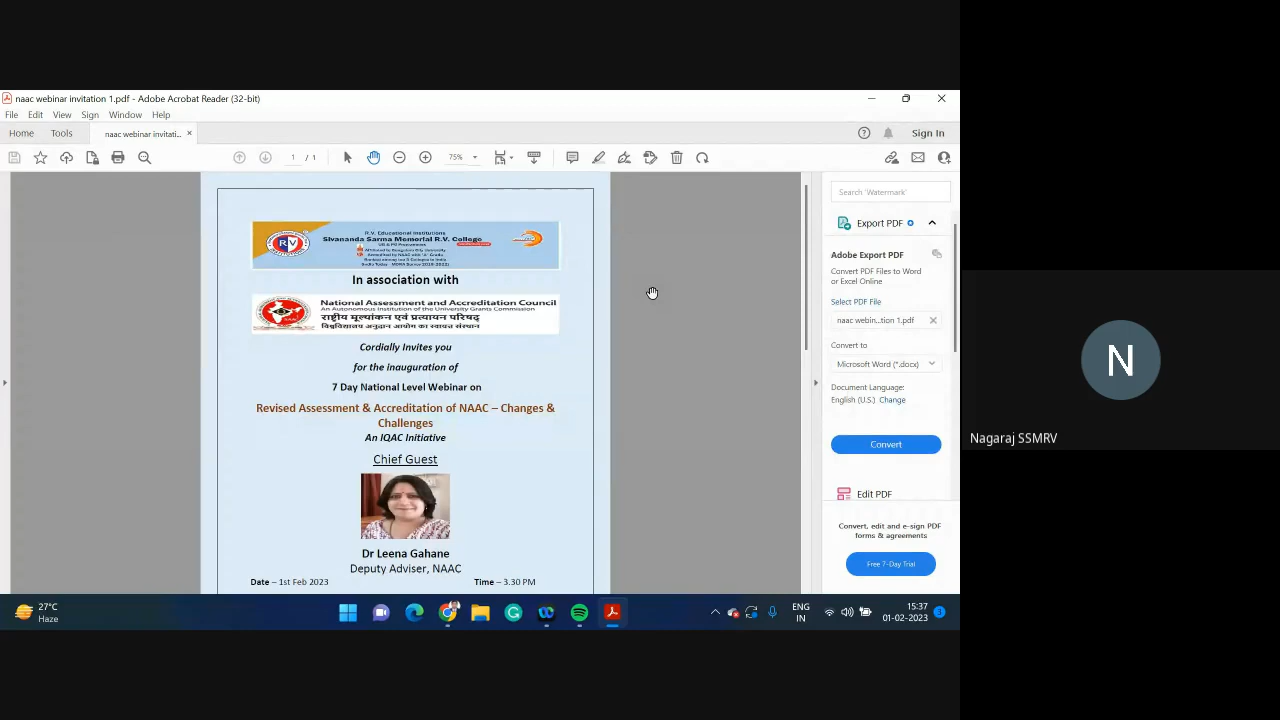 naac webinar invitation 1.pdf - Adobe Acrobat Reader (32-bit)
File Edit View Sign Window Help
Home Tools naac webinar invitati... × Sign In
1 / 1 75%
Search 'Watermark'
Export PDF
Adobe Export PDF
Convert PDF Files to Word
or Excel Online
Select PDF File
naac webin...tion 1.pdf
Convert to
Microsoft Word (*.docx)
Document Language:
English (U.S.) Change
Convert
Edit PDF
Convert, edit and e-sign PDF
forms & agreements
Free 7-Day Trial
R.V. Educational Institutions
Sivananda Sarma Memorial R.V. College
RV
In association with
National Assessment and Accreditation Council
An Autonomous Institution of the University Grants Commission
राष्ट्रीय मूल्यांकन एवं प्रत्यायन परिषद्
विश्वविद्यालय अनुदान आयोग का स्वायत्त संस्थान
Cordially Invites you
for the inauguration of
7 Day National Level Webinar on
Revised Assessment & Accreditation of NAAC – Changes &
Challenges
An IQAC Initiative
Chief Guest
Dr Leena Gahane
Deputy Adviser, NAAC
Date – 1st Feb 2023 Time – 3.30 PM
N
Nagaraj SSMRV
27°C
Haze
ENG
IN
15:37
01-02-2023
3